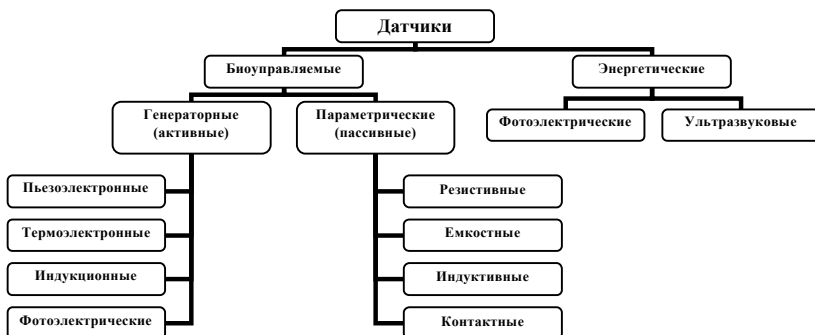 Датчики
Биоуправляемые
Энергетические
Генераторные
(активные)
Параметрические
(пассивные)
Фотоэлектрические
Ультразвуковые
Пьезоэлектронные
Резистивные
Термоэлектронные
Емкостные
Индукционные
Индуктивные
Фотоэлектрические
Контактные